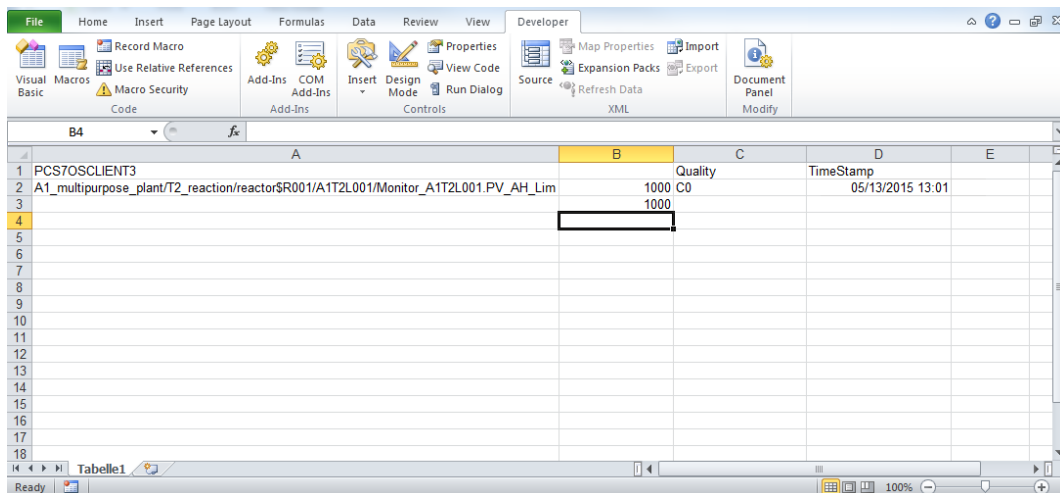 File Home Insert Page Layout Formulas Data Review View Developer
Record Macro Properties Map Properties Import
Use Relative References View Code Expansion Packs Export
Visual Basic Macros Macro Security Add-Ins COM Add-Ins Insert Design Mode Run Dialog Source Refresh Data Document Panel
Code Add-Ins Controls XML Modify
B4 fx
A B C D E
1 PCS7OSCLIENT3 Quality TimeStamp
2 A1_multipurpose_plant/T2_reaction/reactor$R001/A1T2L001/Monitor_A1T2L001.PV_AH_Lim 1000 C0 05/13/2015 13:01
3 1000
4
5
6
7
8
9
10
11
12
13
14
15
16
17
18
Tabelle1
Ready 100%